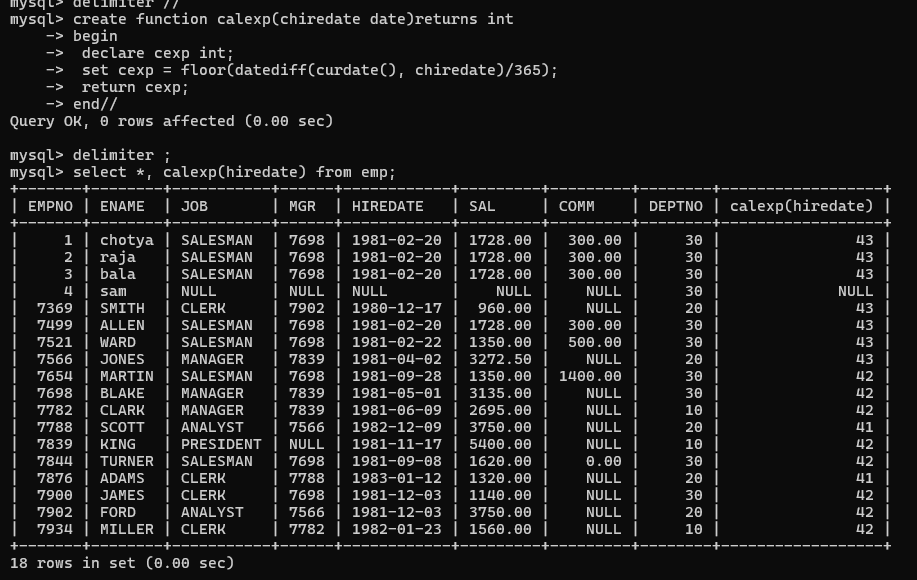 mysql> delimiter //
mysql> create function calexp(chiredate date)returns int
    -> begin
    ->  declare cexp int;
    ->  set cexp = floor(datediff(curdate(), chiredate)/365);
    ->  return cexp;
    -> end//
Query OK, 0 rows affected (0.00 sec)

mysql> delimiter ;
mysql> select *, calexp(hiredate) from emp;
+-------+--------+-----------+------+------------+---------+---------+--------+------------------+
| EMPNO | ENAME  | JOB       | MGR  | HIREDATE   | SAL     | COMM    | DEPTNO | calexp(hiredate) |
+-------+--------+-----------+------+------------+---------+---------+--------+------------------+
|     1 | chotya | SALESMAN  | 7698 | 1981-02-20 | 1728.00 |  300.00 |     30 |               43 |
|     2 | raja   | SALESMAN  | 7698 | 1981-02-20 | 1728.00 |  300.00 |     30 |               43 |
|     3 | bala   | SALESMAN  | 7698 | 1981-02-20 | 1728.00 |  300.00 |     30 |               43 |
|     4 | sam    | NULL      | NULL | NULL       |    NULL |    NULL |     30 |             NULL |
|  7369 | SMITH  | CLERK     | 7902 | 1980-12-17 |  960.00 |    NULL |     20 |               43 |
|  7499 | ALLEN  | SALESMAN  | 7698 | 1981-02-20 | 1728.00 |  300.00 |     30 |               43 |
|  7521 | WARD   | SALESMAN  | 7698 | 1981-02-22 | 1350.00 |  500.00 |     30 |               43 |
|  7566 | JONES  | MANAGER   | 7839 | 1981-04-02 | 3272.50 |    NULL |     20 |               43 |
|  7654 | MARTIN | SALESMAN  | 7698 | 1981-09-28 | 1350.00 | 1400.00 |     30 |               42 |
|  7698 | BLAKE  | MANAGER   | 7839 | 1981-05-01 | 3135.00 |    NULL |     30 |               42 |
|  7782 | CLARK  | MANAGER   | 7839 | 1981-06-09 | 2695.00 |    NULL |     10 |               42 |
|  7788 | SCOTT  | ANALYST   | 7566 | 1982-12-09 | 3750.00 |    NULL |     20 |               41 |
|  7839 | KING   | PRESIDENT | NULL | 1981-11-17 | 5400.00 |    NULL |     10 |               42 |
|  7844 | TURNER | SALESMAN  | 7698 | 1981-09-08 | 1620.00 |    0.00 |     30 |               42 |
|  7876 | ADAMS  | CLERK     | 7788 | 1983-01-12 | 1320.00 |    NULL |     20 |               41 |
|  7900 | JAMES  | CLERK     | 7698 | 1981-12-03 | 1140.00 |    NULL |     30 |               42 |
|  7902 | FORD   | ANALYST   | 7566 | 1981-12-03 | 3750.00 |    NULL |     20 |               42 |
|  7934 | MILLER | CLERK     | 7782 | 1982-01-23 | 1560.00 |    NULL |     10 |               42 |
+-------+--------+-----------+------+------------+---------+---------+--------+------------------+
18 rows in set (0.00 sec)